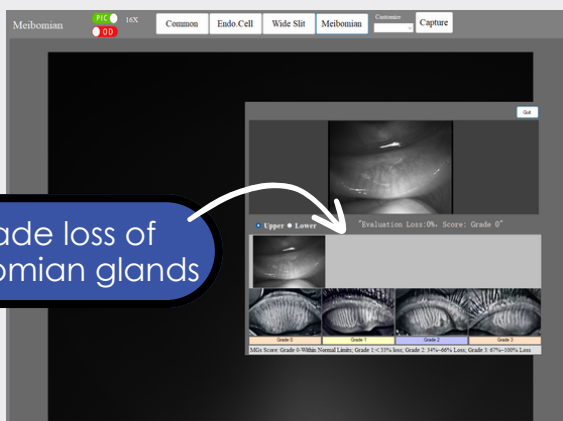 Meibomian
PIC
OD
16X
Common
Endo.Cell
Wide Slit
Meibomian
Customize
Capture
Quit
ade loss of
omian glands
Upper
Lower
"Evaluation Loss:0%, Score: Grade 0"
Grade 0
Grade 1
Grade 2
Grade 3
MGs Score: Grade 0-Within Normal Limits; Grade 1:< 33% loss; Grade 2: 34%~66% Loss; Grade 3: 67%~100% Loss